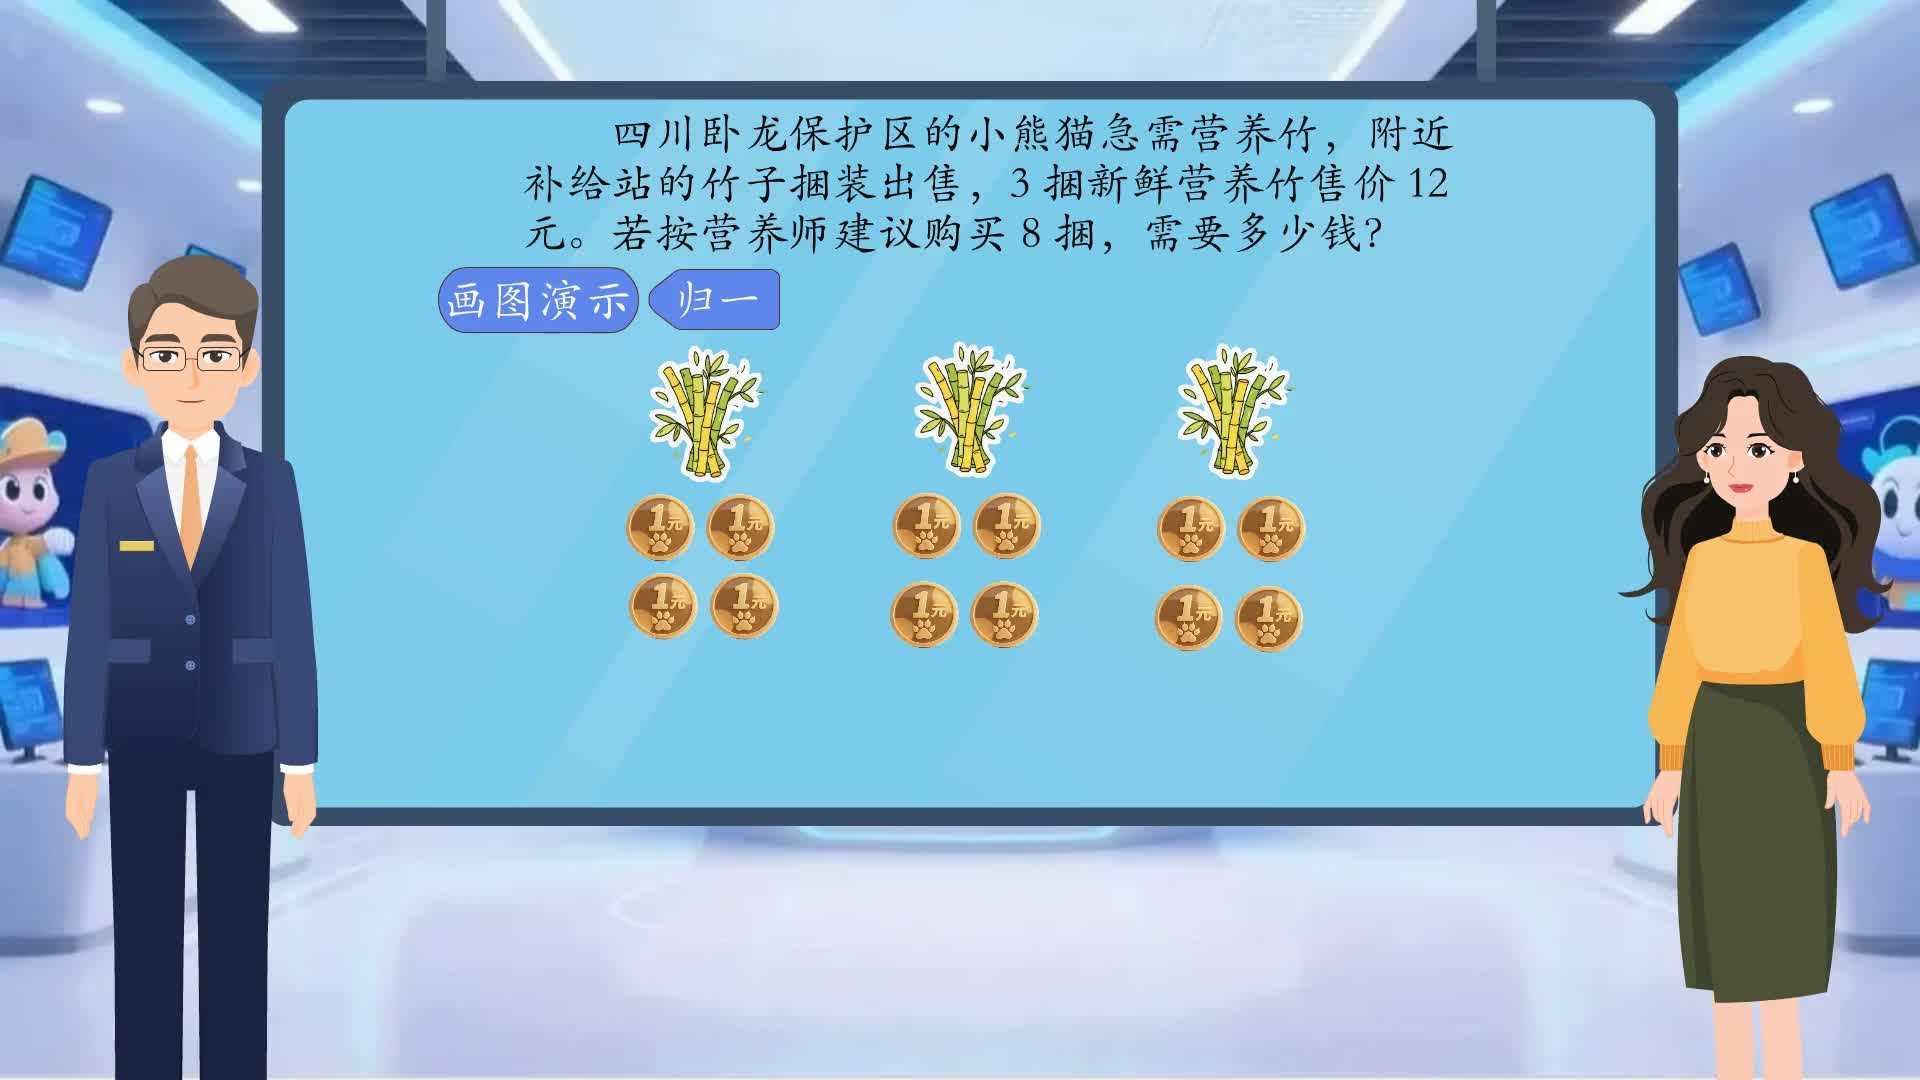 四川卧龙保护区的小熊猫急需营养竹，附近
补给站的竹子捆装出售，3 捆新鲜营养竹售价 12
元。若按营养师建议购买 8 捆，需要多少钱?
画图演示 归一
1元 1元 1元 1元 1元 1元
1元 1元 1元 1元 1元 1元